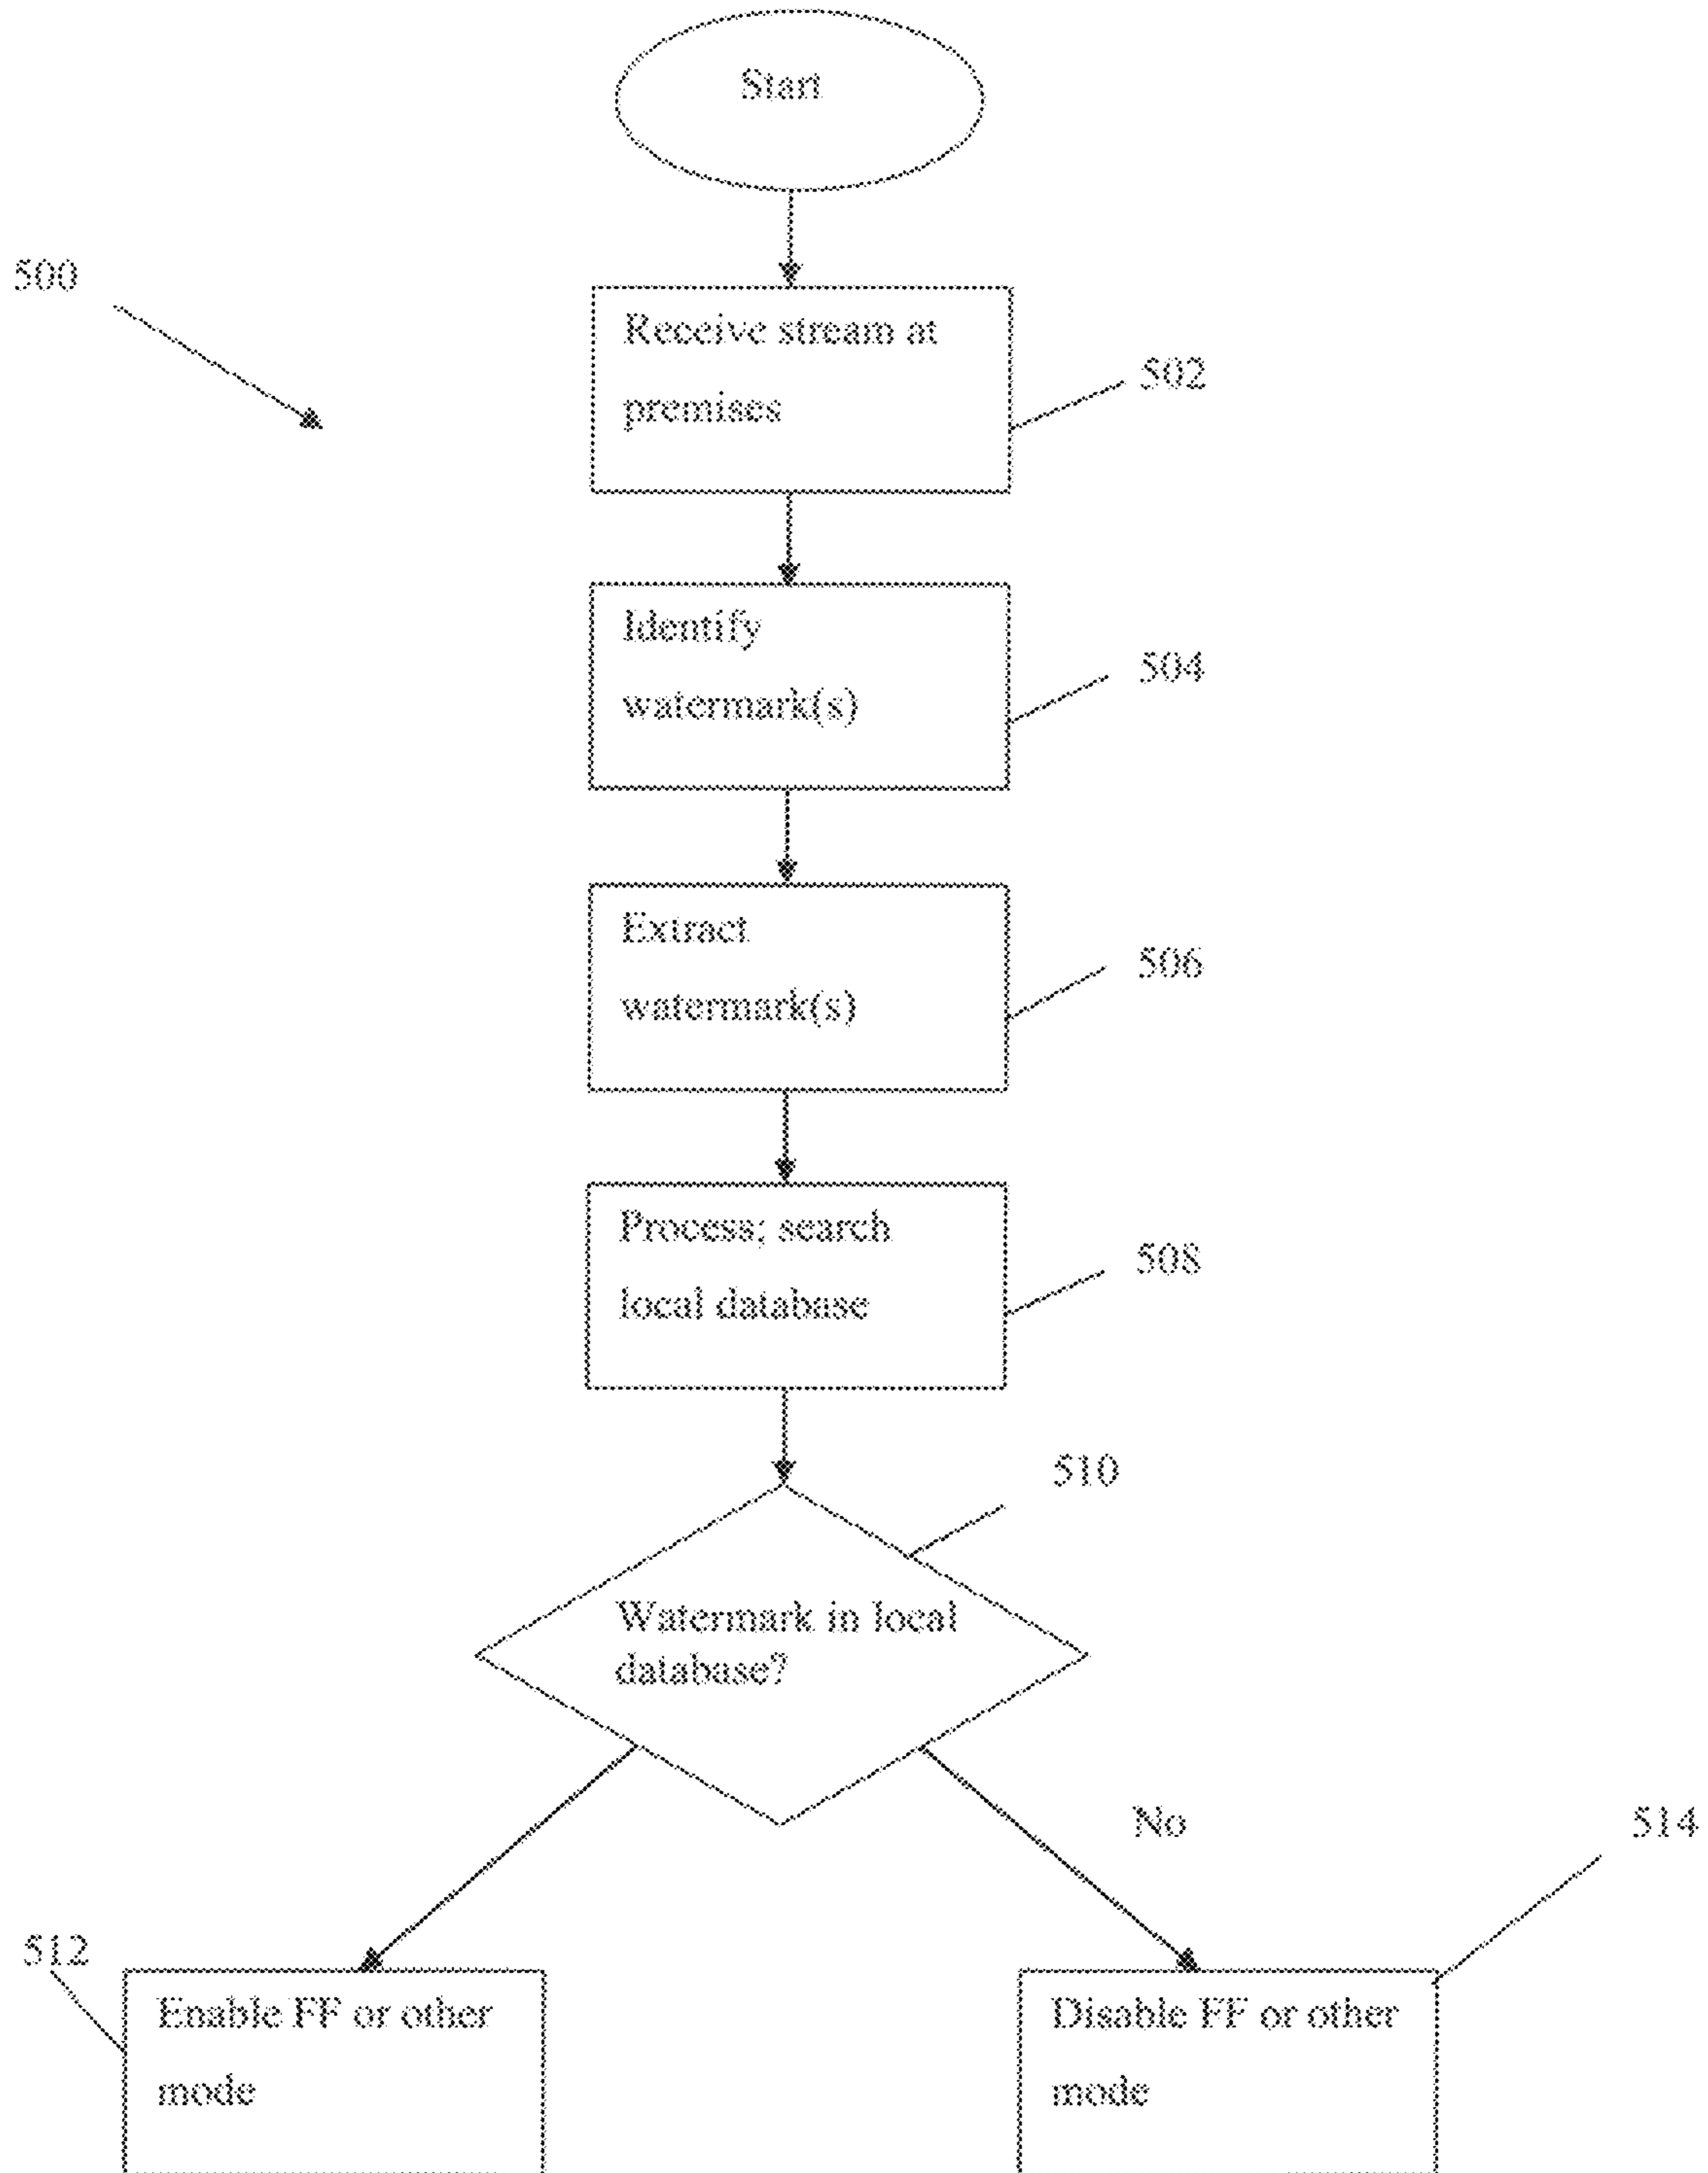 Start
500
Receive stream at
premises
502
Identify
watermark(s)
504
Extract
watermark(s)
506
Process; search
local database
508
510
Watermark in local
database?
No
514
512
Enable FF or other
mode
Disable FF or other
mode